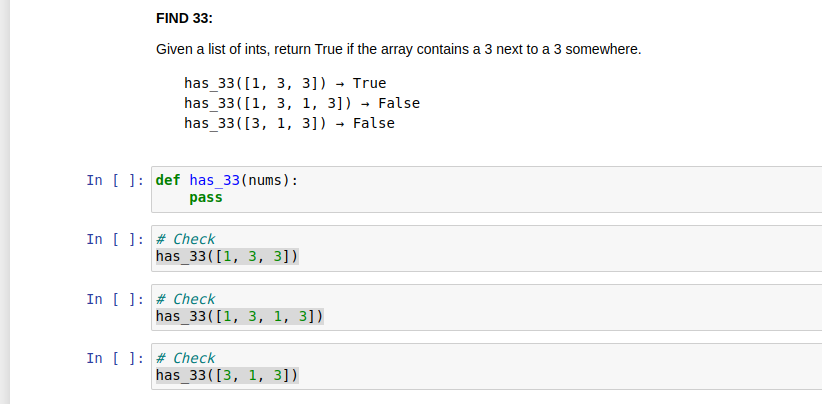 FIND 33:
Given a list of ints, return True if the array contains a 3 next to a 3 somewhere.
has_33([1, 3, 3]) → True
has_33([1, 3, 1, 3]) → False
has_33([3, 1, 3]) → False
In [ ]: def has_33(nums):
pass
In [ ]: # Check
has_33([1, 3, 3])
In [ ]: # Check
has_33([1, 3, 1, 3])
In [ ]: # Check
has_33([3, 1, 3])